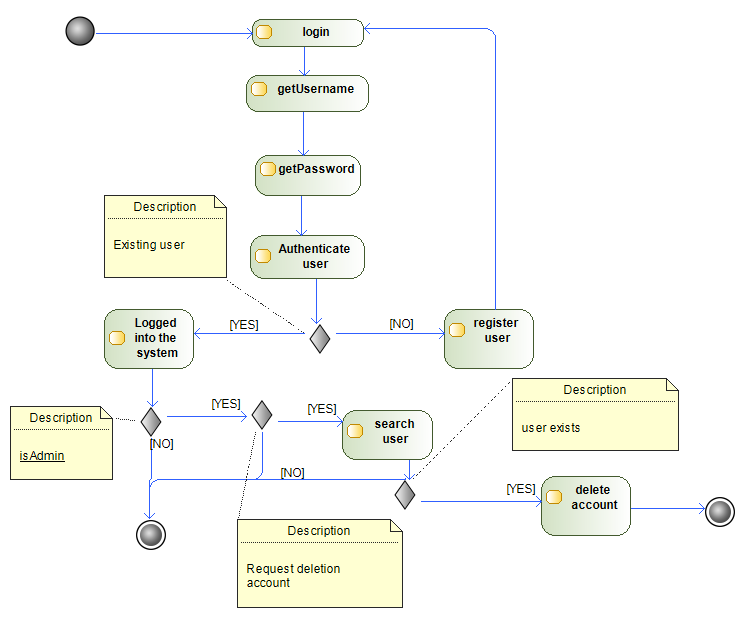 login
getUsername
getPassword
Description
Existing user
Authenticate
user
[YES]
[NO]
Logged
into the
system
register
user
Description
user exists
Description
isAdmin
[YES]
[NO]
[YES]
search
user
[NO]
[YES]
delete
account
Description
Request deletion
account